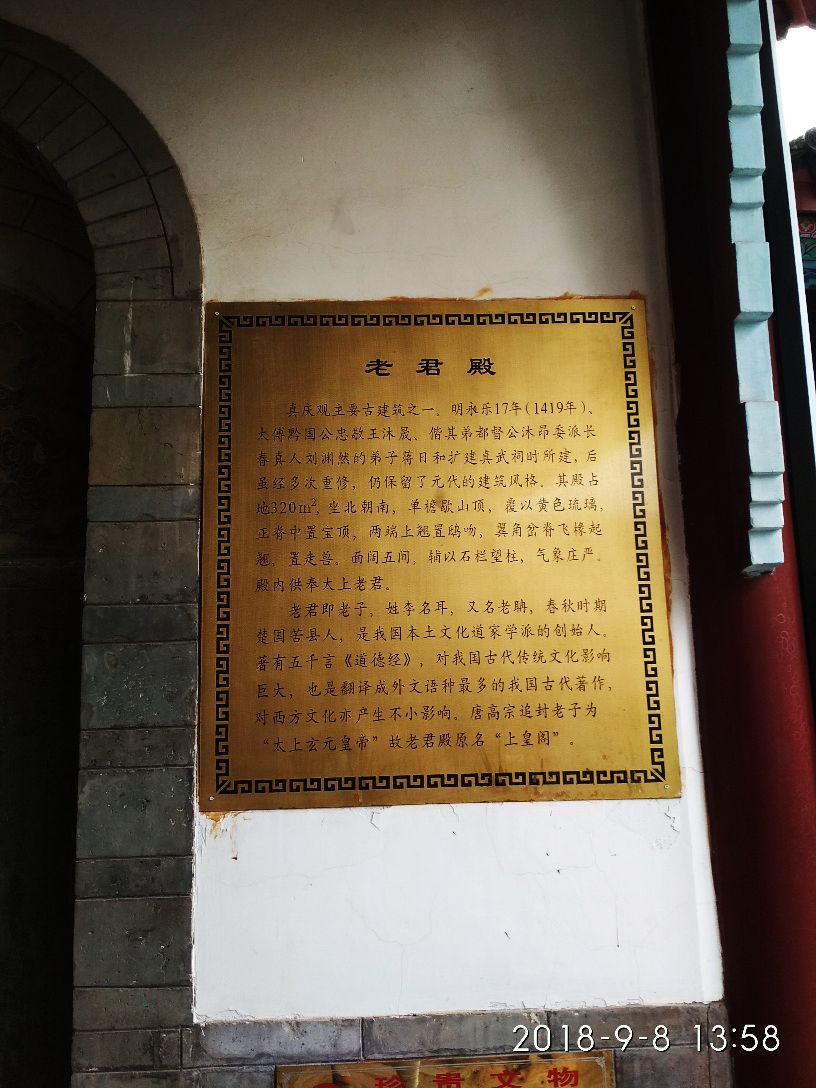 老君殿
真庆观主要古建筑之一。明永乐17年(1419年)、
太傅黔国公忠敬王沐晟、偕其弟都督公沐昂委派长
春真人刘渊然的弟子蒋日和扩建真武祠时所建，后
虽经多次重修，仍保留了元代的建筑风格。其殿占
地320m²，坐北朝南，单檐歇山顶，覆以黄色琉璃，
正脊中置宝顶，两端上翘置鸱吻，翼角岔脊飞椽起
翘，置走兽。面阔五间，辅以石栏望柱，气象庄严。
殿内供奉太上老君。
老君即老子，姓李名耳，又名老聃，春秋时期
楚国苦县人，是我国本土文化道家学派的创始人。
著有五千言《道德经》，对我国古代传统文化影响
巨大，也是翻译成外文语种最多的我国古代著作，
对西方文化亦产生不小影响。唐高宗追封老子为
“太上玄元皇帝”故老君殿原名“上皇阁”。
2018-9-8 13:58
珍贵文物